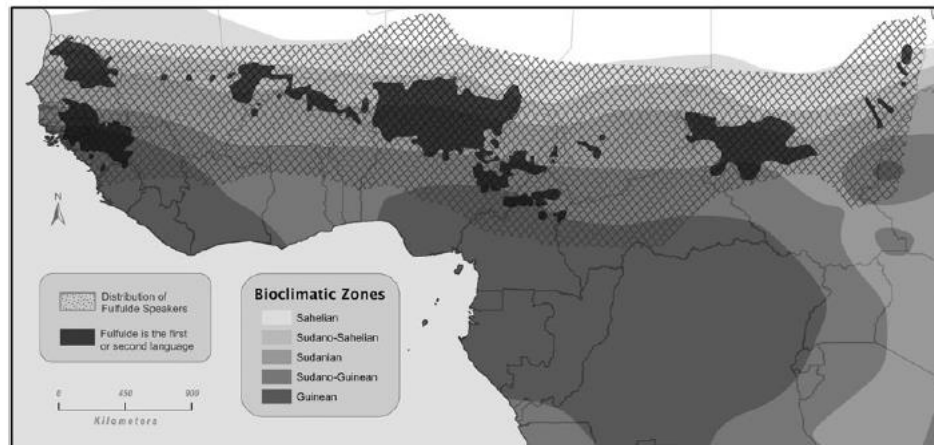 N
Distribution of
Fulfulde Speakers
Fulfulde is the first
or second language
0 450 900
Kilometers
Bioclimatic Zones
Sahelian
Sudano-Sahelian
Sudanian
Sudano-Guinean
Guinean